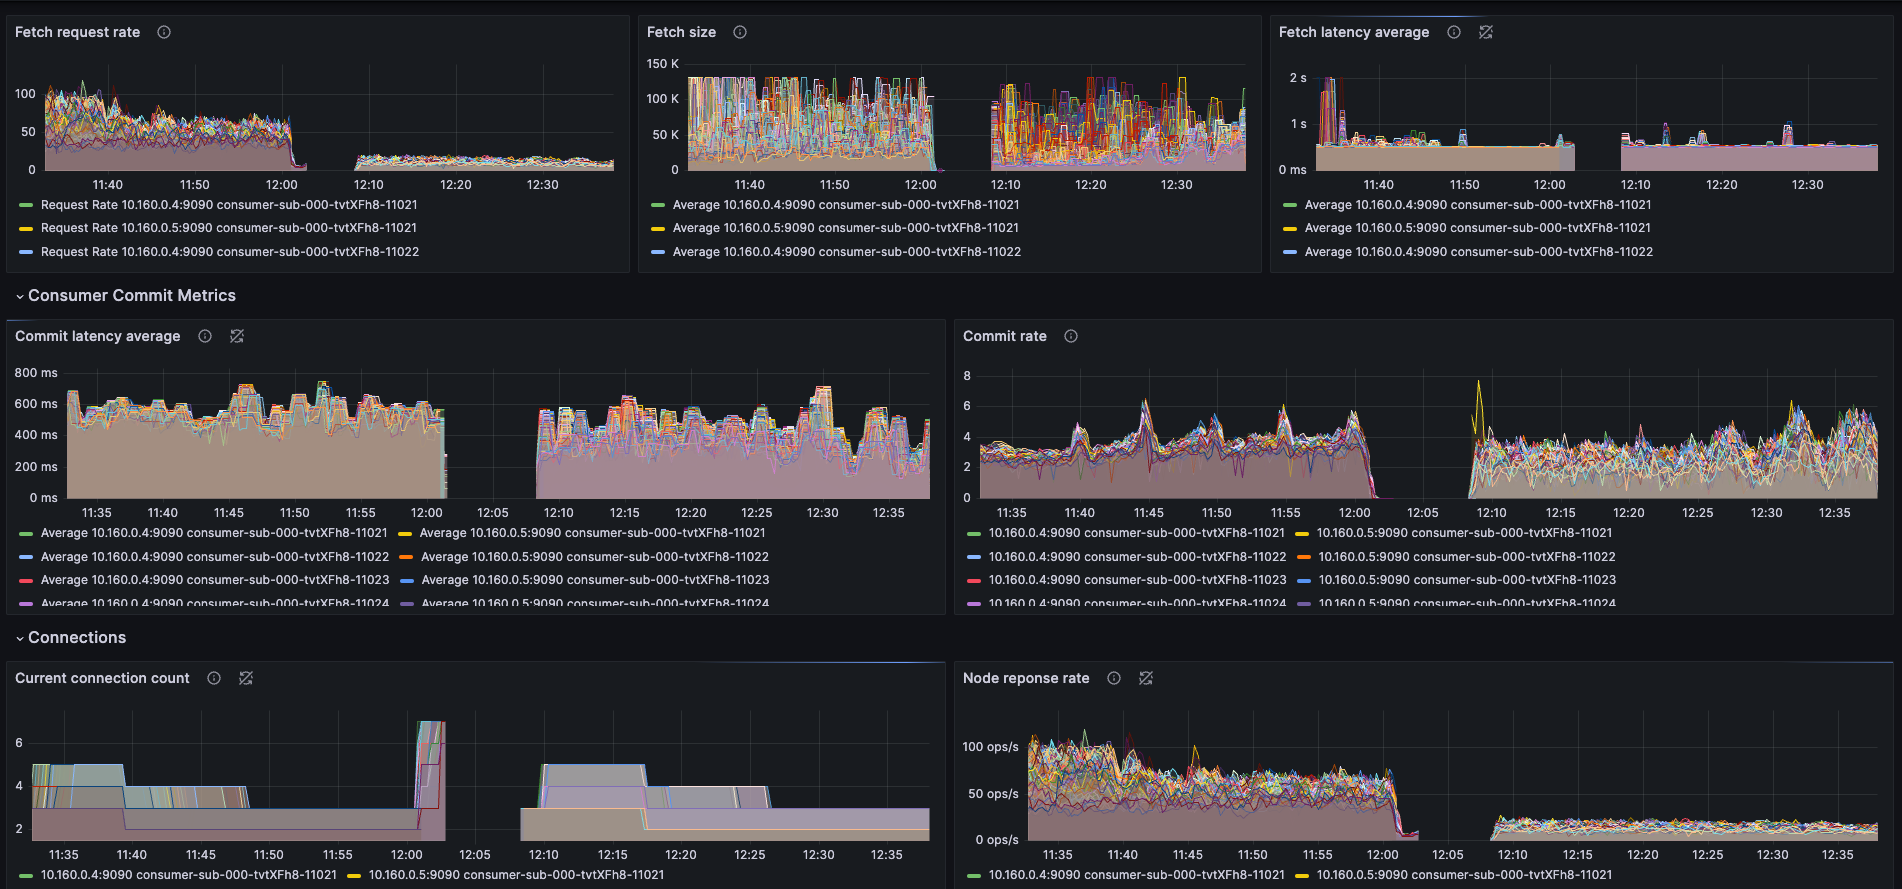 Fetch request rate
100
50
0
11:40 11:50 12:00 12:10 12:20 12:30
Request Rate 10.160.0.4:9090 consumer-sub-000-tvtXFh8-11021
Request Rate 10.160.0.5:9090 consumer-sub-000-tvtXFh8-11021
Request Rate 10.160.0.4:9090 consumer-sub-000-tvtXFh8-11022
Fetch size
150 K
100 K
50 K
0
11:40 11:50 12:00 12:10 12:20 12:30
Average 10.160.0.4:9090 consumer-sub-000-tvtXFh8-11021
Average 10.160.0.5:9090 consumer-sub-000-tvtXFh8-11021
Average 10.160.0.4:9090 consumer-sub-000-tvtXFh8-11022
Fetch latency average
2 s
1 s
0 ms
11:40 11:50 12:00 12:10 12:20 12:30
Average 10.160.0.4:9090 consumer-sub-000-tvtXFh8-11021
Average 10.160.0.5:9090 consumer-sub-000-tvtXFh8-11021
Average 10.160.0.4:9090 consumer-sub-000-tvtXFh8-11022
Consumer Commit Metrics
Commit latency average
800 ms
600 ms
400 ms
200 ms
0 ms
11:35 11:40 11:45 11:50 11:55 12:00 12:05 12:10 12:15 12:20 12:25 12:30 12:35
Average 10.160.0.4:9090 consumer-sub-000-tvtXFh8-11021 Average 10.160.0.5:9090 consumer-sub-000-tvtXFh8-11021
Average 10.160.0.4:9090 consumer-sub-000-tvtXFh8-11022 Average 10.160.0.5:9090 consumer-sub-000-tvtXFh8-11022
Average 10.160.0.4:9090 consumer-sub-000-tvtXFh8-11023 Average 10.160.0.5:9090 consumer-sub-000-tvtXFh8-11023
Average 10.160.0.4:9090 consumer-sub-000-tvtXFh8-11024 Average 10.160.0.5:9090 consumer-sub-000-tvtXFh8-11024
Commit rate
8
6
4
2
0
11:35 11:40 11:45 11:50 11:55 12:00 12:05 12:10 12:15 12:20 12:25 12:30 12:35
10.160.0.4:9090 consumer-sub-000-tvtXFh8-11021 10.160.0.5:9090 consumer-sub-000-tvtXFh8-11021
10.160.0.4:9090 consumer-sub-000-tvtXFh8-11022 10.160.0.5:9090 consumer-sub-000-tvtXFh8-11022
10.160.0.4:9090 consumer-sub-000-tvtXFh8-11023 10.160.0.5:9090 consumer-sub-000-tvtXFh8-11023
10.160.0.4:9090 consumer-sub-000-tvtXFh8-11024 10.160.0.5:9090 consumer-sub-000-tvtXFh8-11024
Connections
Current connection count
6
4
2
11:35 11:40 11:45 11:50 11:55 12:00 12:05 12:10 12:15 12:20 12:25 12:30 12:35
10.160.0.4:9090 consumer-sub-000-tvtXFh8-11021 10.160.0.5:9090 consumer-sub-000-tvtXFh8-11021
Node reponse rate
100 ops/s
50 ops/s
0 ops/s
11:35 11:40 11:45 11:50 11:55 12:00 12:05 12:10 12:15 12:20 12:25 12:30 12:35
10.160.0.4:9090 consumer-sub-000-tvtXFh8-11021 10.160.0.5:9090 consumer-sub-000-tvtXFh8-11021